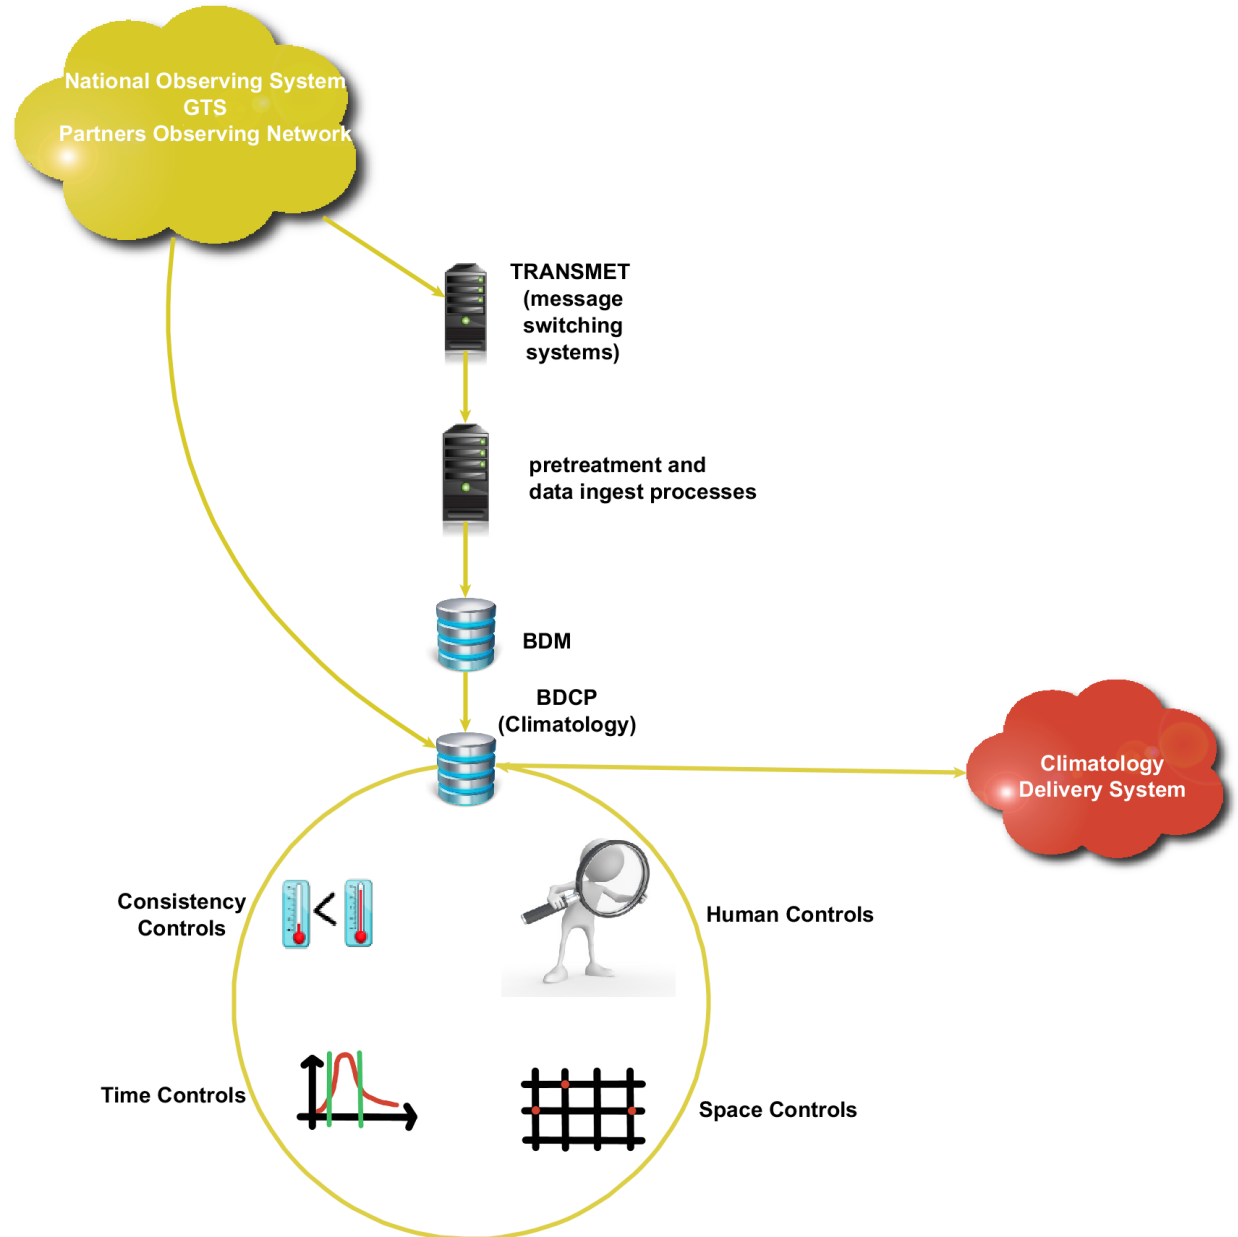 National Observing System
GTS
Partners Observing Network
TRANSMET
(message
switching
systems)
pretreatment and
data ingest processes
BDM
BDCP
(Climatology)
Climatology
Delivery System
Consistency
Controls
Human Controls
Time Controls
Space Controls